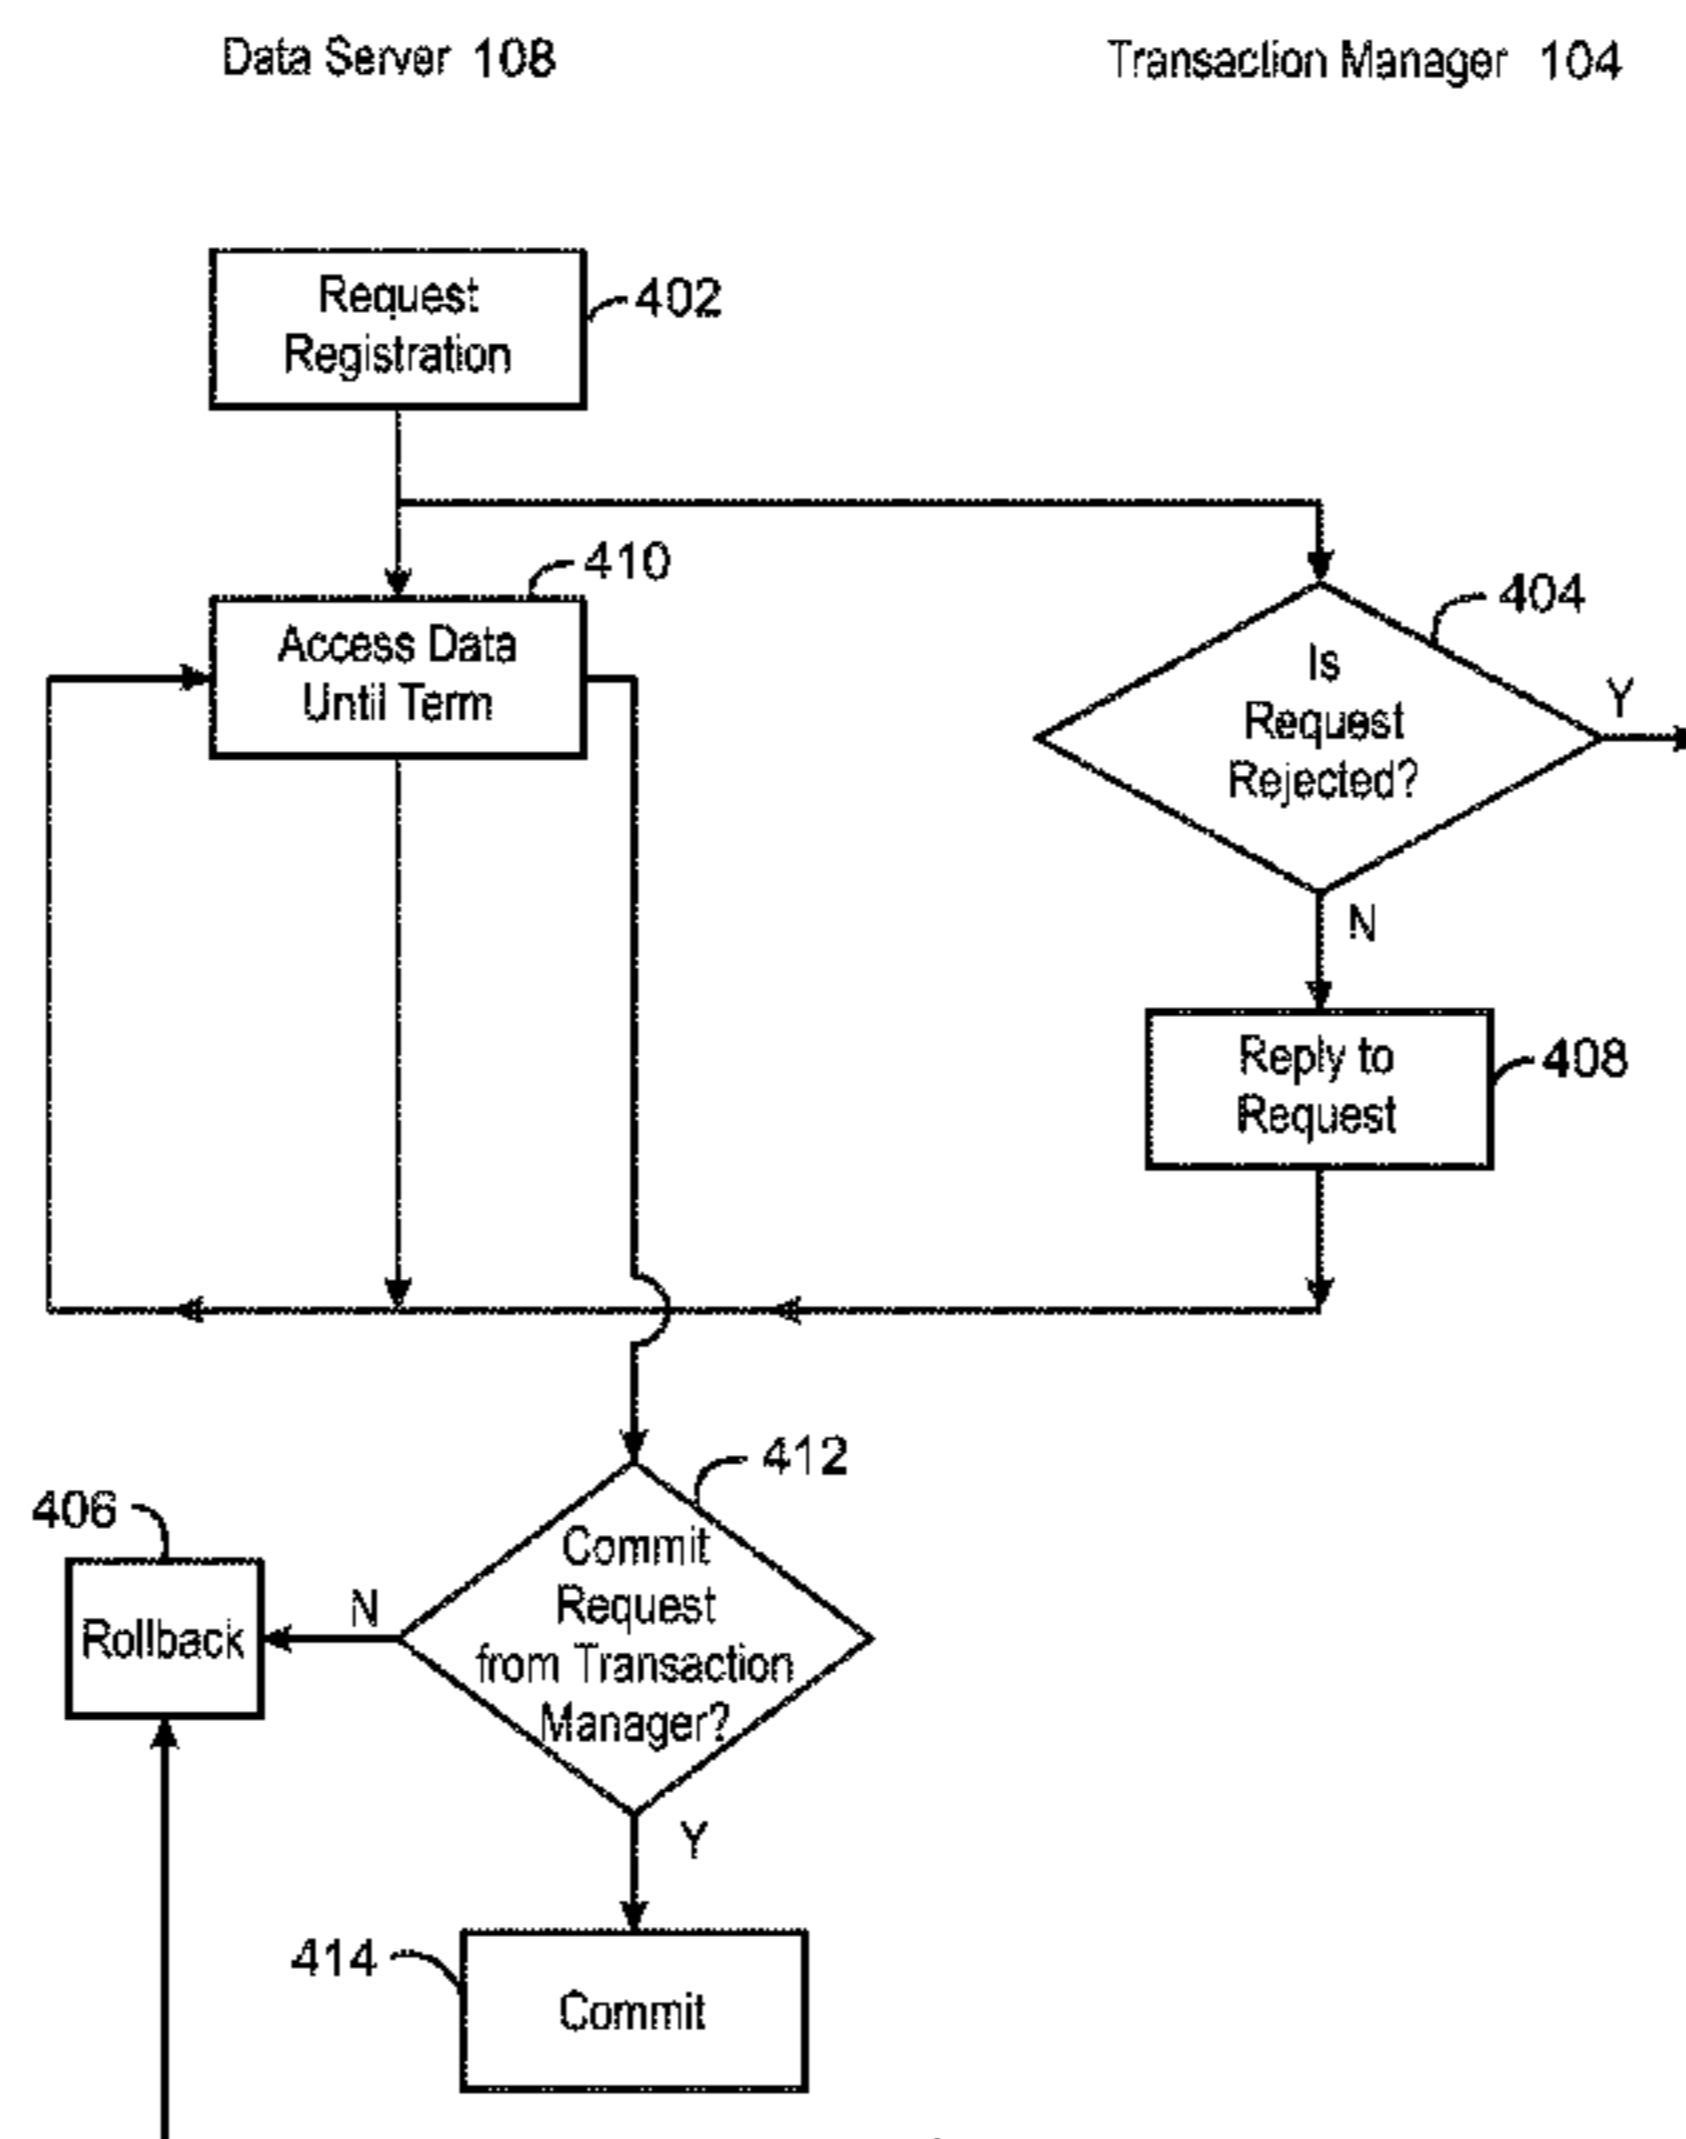 Data Server 108
Transaction Manager 104
Request
Registration
402
410
Access Data
Until Term
404
Is
Request
Rejected?
Y
N
Reply to
Request
408
412
406
Commit
Request
from Transaction
Manager?
N
Rollback
Y
414
Commit